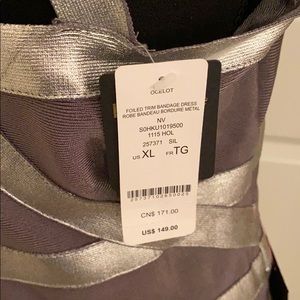 OCELOT
FOILED TRIM BANDAGE DRESS
ROBE BANDEAU BORDURE METAL
NV
S0HKU1019500
1115 HOL
257371 SIL
US XL FR TG
CN$ 171.00
US$ 149.00